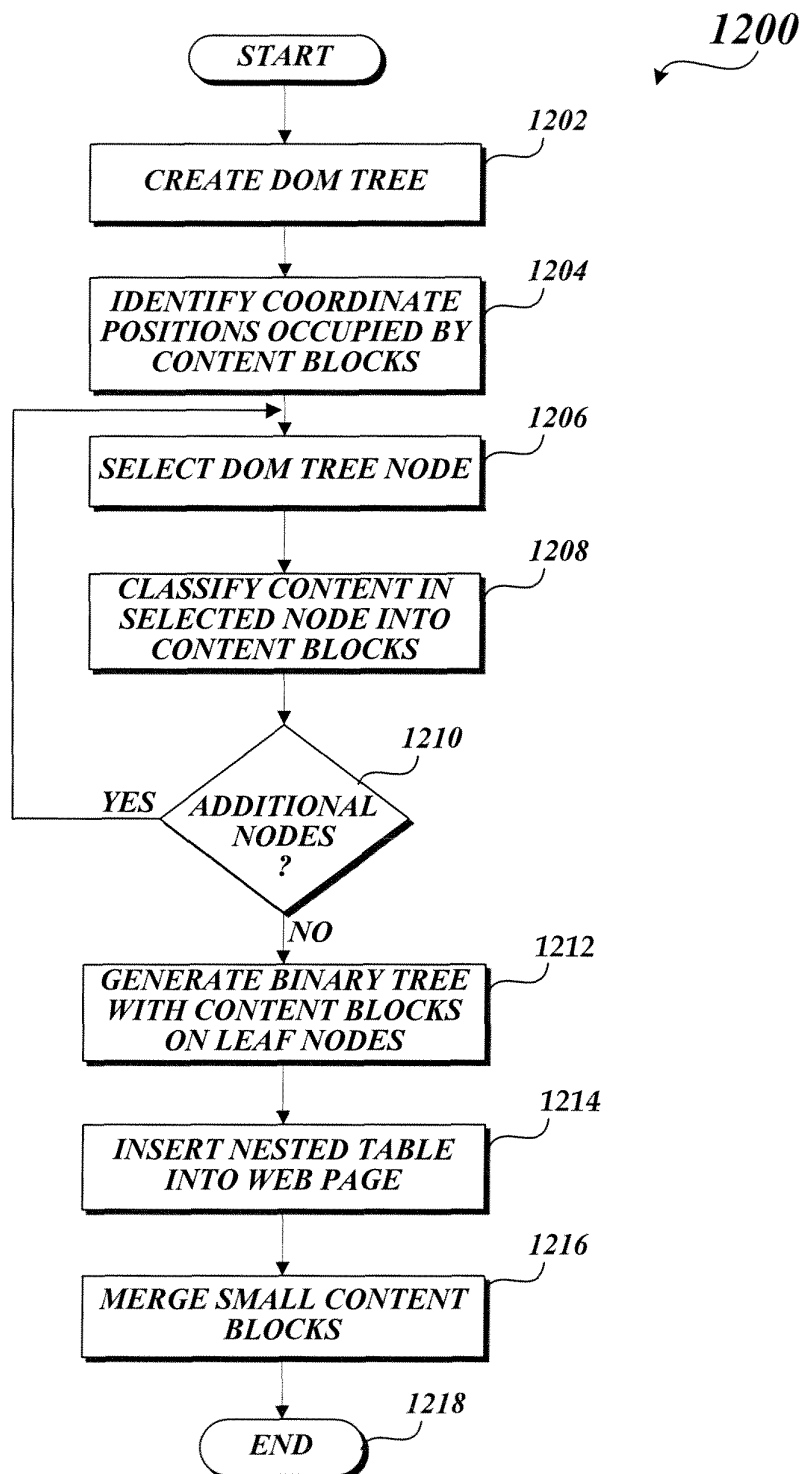 1200
START
1202
CREATE DOM TREE
1204
IDENTIFY COORDINATE
POSITIONS OCCUPIED BY
CONTENT BLOCKS
1206
SELECT DOM TREE NODE
1208
CLASSIFY CONTENT IN
SELECTED NODE INTO
CONTENT BLOCKS
1210
YES
ADDITIONAL
NODES
?
NO
1212
GENERATE BINARY TREE
WITH CONTENT BLOCKS
ON LEAF NODES
1214
INSERT NESTED TABLE
INTO WEB PAGE
1216
MERGE SMALL CONTENT
BLOCKS
1218
END